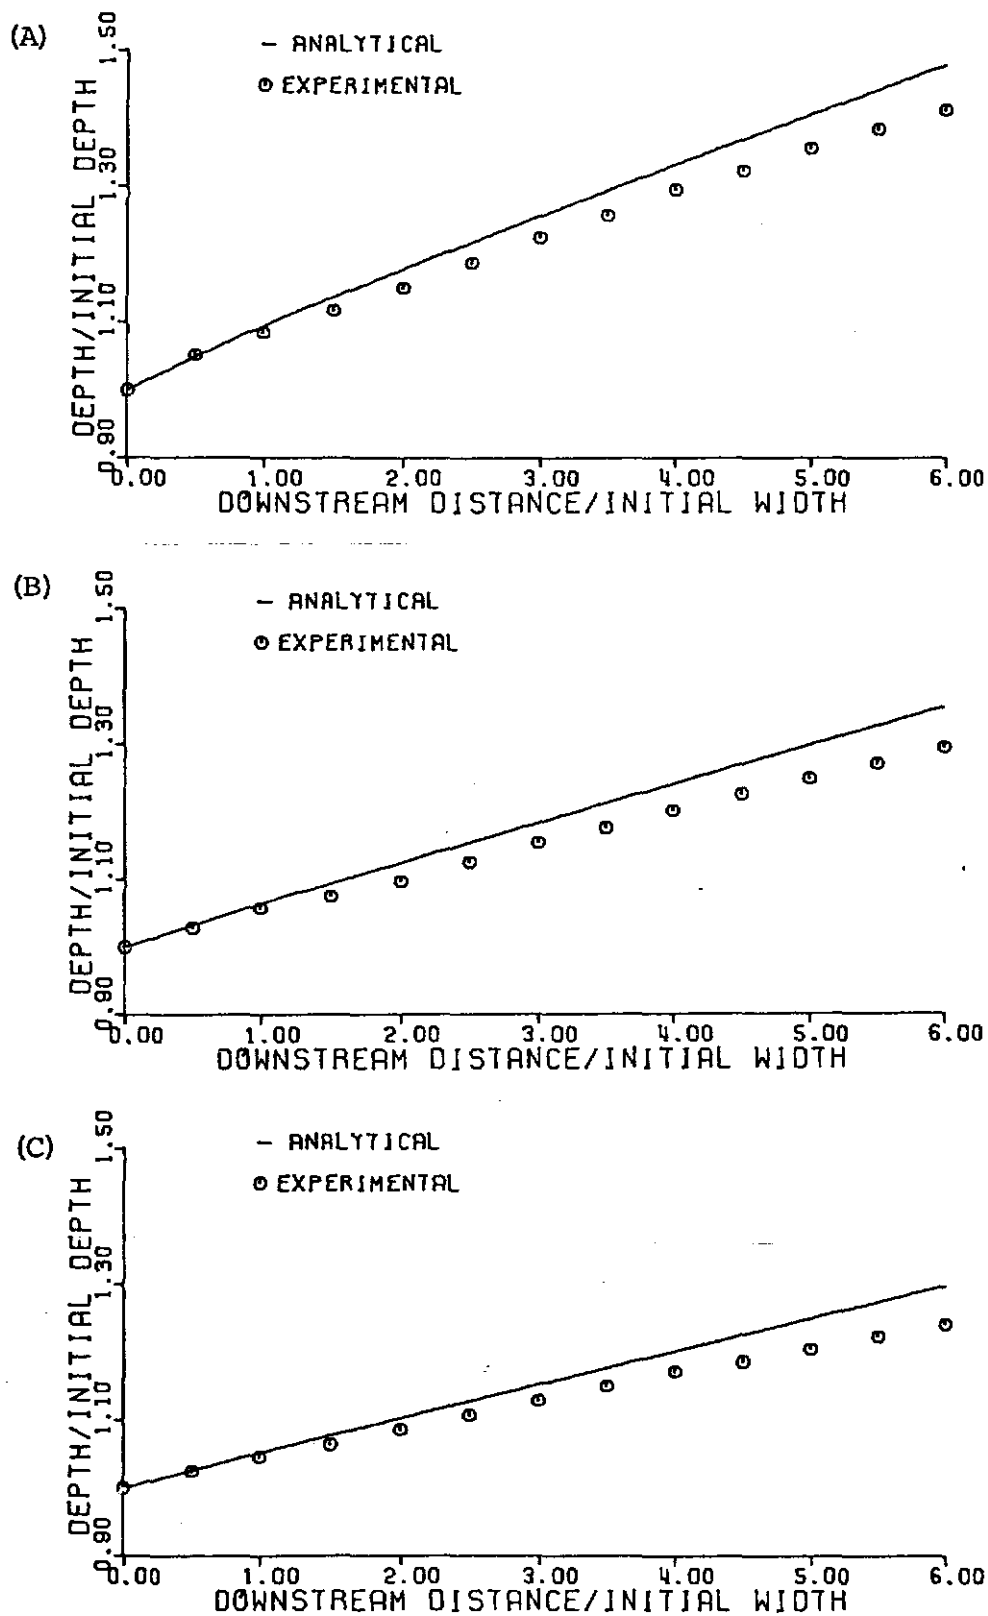 (A)
— ANALYTICAL
⊙ EXPERIMENTAL
DEPTH/INITIAL DEPTH
0.90 1.10 1.30 1.50
0.00 1.00 2.00 3.00 4.00 5.00 6.00
DOWNSTREAM DISTANCE/INITIAL WIDTH
(B)
— ANALYTICAL
⊙ EXPERIMENTAL
DEPTH/INITIAL DEPTH
0.90 1.10 1.30 1.50
0.00 1.00 2.00 3.00 4.00 5.00 6.00
DOWNSTREAM DISTANCE/INITIAL WIDTH
(C)
— ANALYTICAL
⊙ EXPERIMENTAL
DEPTH/INITIAL DEPTH
0.90 1.10 1.30 1.50
0.00 1.00 2.00 3.00 4.00 5.00 6.00
DOWNSTREAM DISTANCE/INITIAL WIDTH